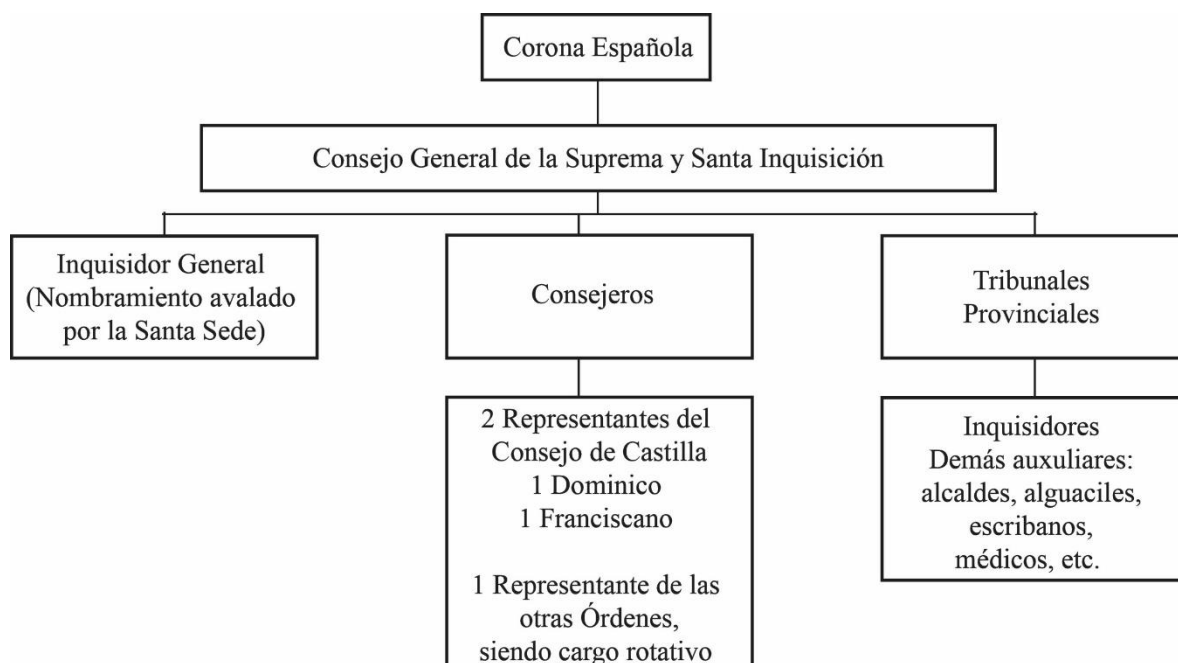 Corona Española
Consejo General de la Suprema y Santa Inquisición
Inquisidor General
(Nombramiento avalado
por la Santa Sede)
Consejeros
Tribunales
Provinciales
2 Representantes del
Consejo de Castilla
1 Dominico
1 Franciscano
1 Representante de las
otras Órdenes,
siendo cargo rotativo
Inquisidores
Demás auxuliares:
alcaldes, alguaciles,
escribanos,
médicos, etc.